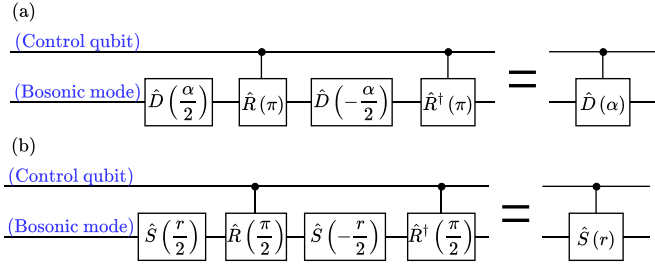 (a)
(Control qubit)
(Bosonic mode) D̂(α/2) R̂(π) D̂(−α/2) R̂†(π) = D̂(α)
(b)
(Control qubit)
(Bosonic mode) Ŝ(r/2) R̂(π/2) Ŝ(−r/2) R̂†(π/2) = Ŝ(r)